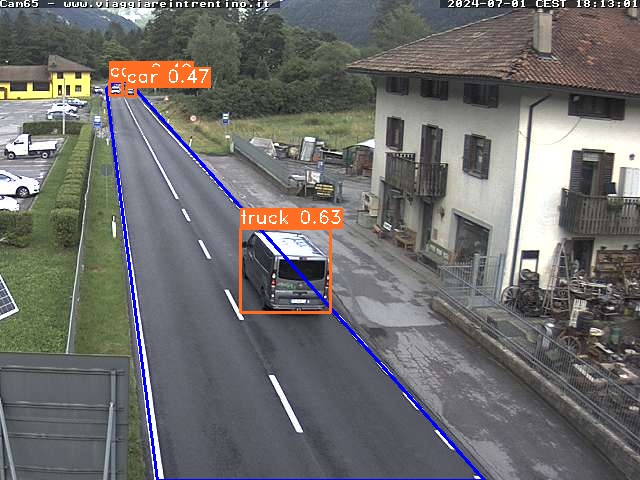 Cam65 - www.viaggiareintrentino.it
2024-07-01 CEST 18:13:01
car 0.47
truck 0.63